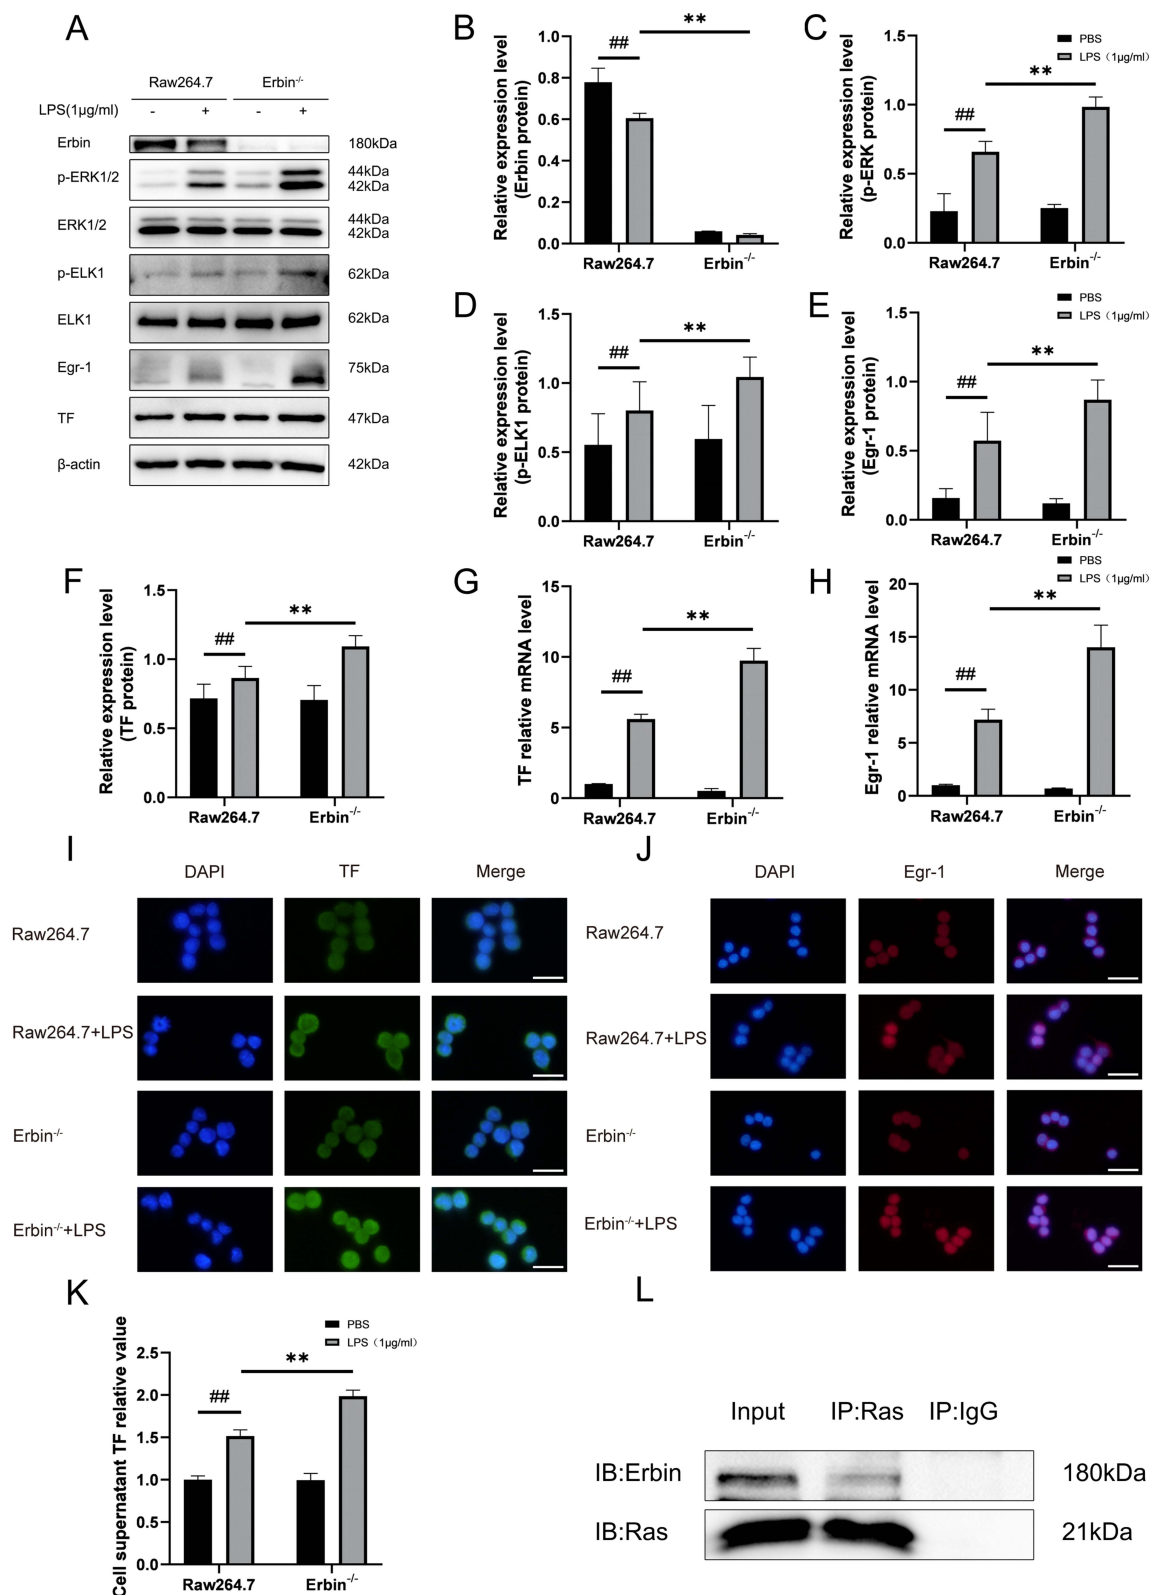 A
Raw264.7 Erbin-/-
LPS(1μg/ml) - + - +
Erbin 180kDa
p-ERK1/2 44kDa
42kDa
ERK1/2 44kDa
42kDa
p-ELK1 62kDa
ELK1 62kDa
Egr-1 75kDa
TF 47kDa
β-actin 42kDa
B
Relative expression level
(Erbin protein)
1.0
0.8
0.6
0.4
0.2
0.0
## **
Raw264.7 Erbin-/-
C
PBS
LPS（1μg/ml）
Relative expression level
(p-ERK protein)
1.5
1.0
0.5
0.0
## **
Raw264.7 Erbin-/-
D
Relative expression level
(p-ELK1 protein)
1.5
1.0
0.5
0.0
## **
Raw264.7 Erbin-/-
E
PBS
LPS（1μg/ml）
Relative expression level
(Egr-1 protein)
1.5
1.0
0.5
0.0
## **
Raw264.7 Erbin-/-
F
Relative expression level
(TF protein)
1.5
1.0
0.5
0.0
## **
Raw264.7 Erbin-/-
G
TF relative mRNA level
15
10
5
0
## **
Raw264.7 Erbin-/-
H
PBS
LPS（1μg/ml）
Egr-1 relative mRNA level
20
15
10
5
0
## **
Raw264.7 Erbin-/-
I
DAPI TF Merge
Raw264.7
Raw264.7+LPS
Erbin-/-
Erbin-/-+LPS
J
DAPI Egr-1 Merge
Raw264.7
Raw264.7+LPS
Erbin-/-
Erbin-/-+LPS
K
PBS
LPS（1μg/ml）
Cell supernatant TF relative value
2.5
2.0
1.5
1.0
0.5
0.0
## **
Raw264.7 Erbin-/-
L
Input IP:Ras IP:IgG
IB:Erbin 180kDa
IB:Ras 21kDa